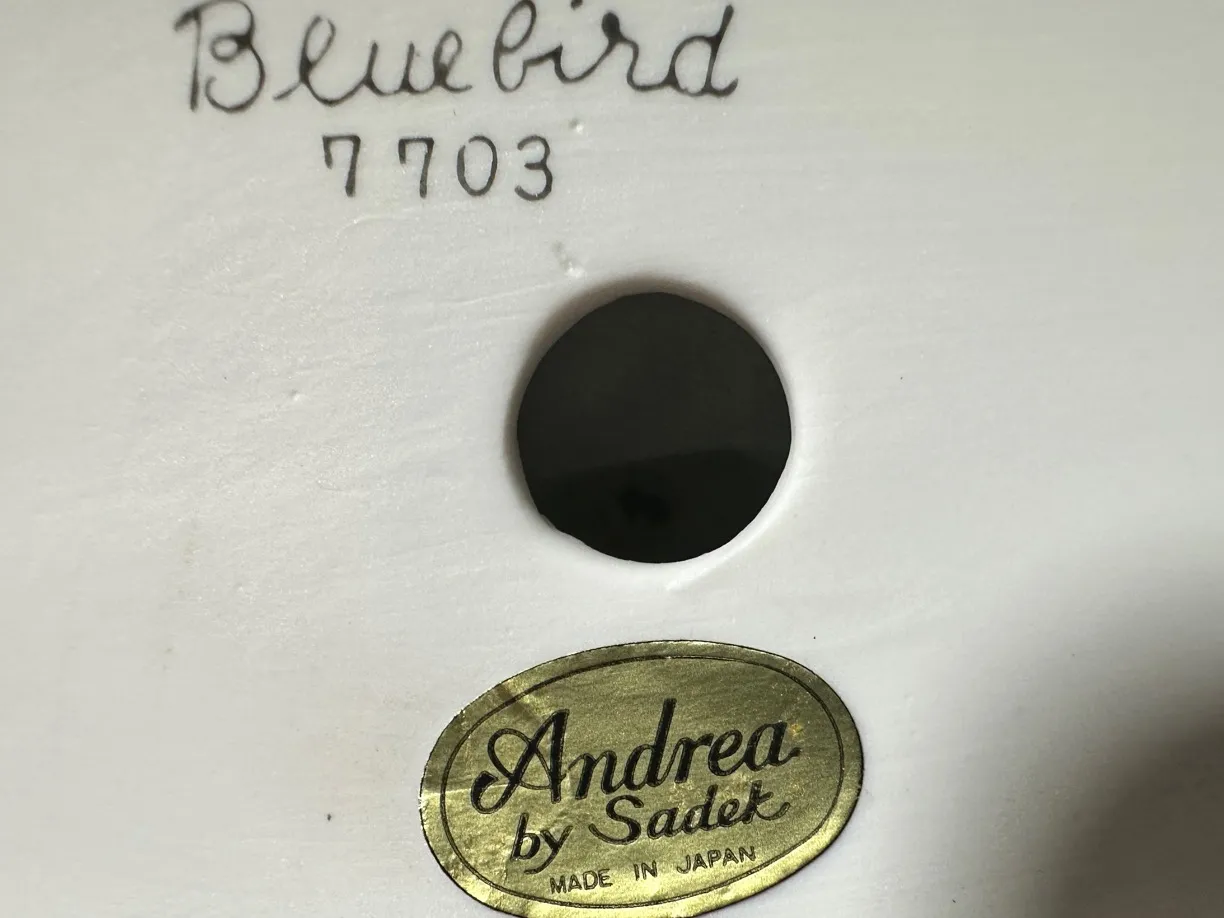 Bluebird
7703
Andrea
by Sadek
MADE IN JAPAN